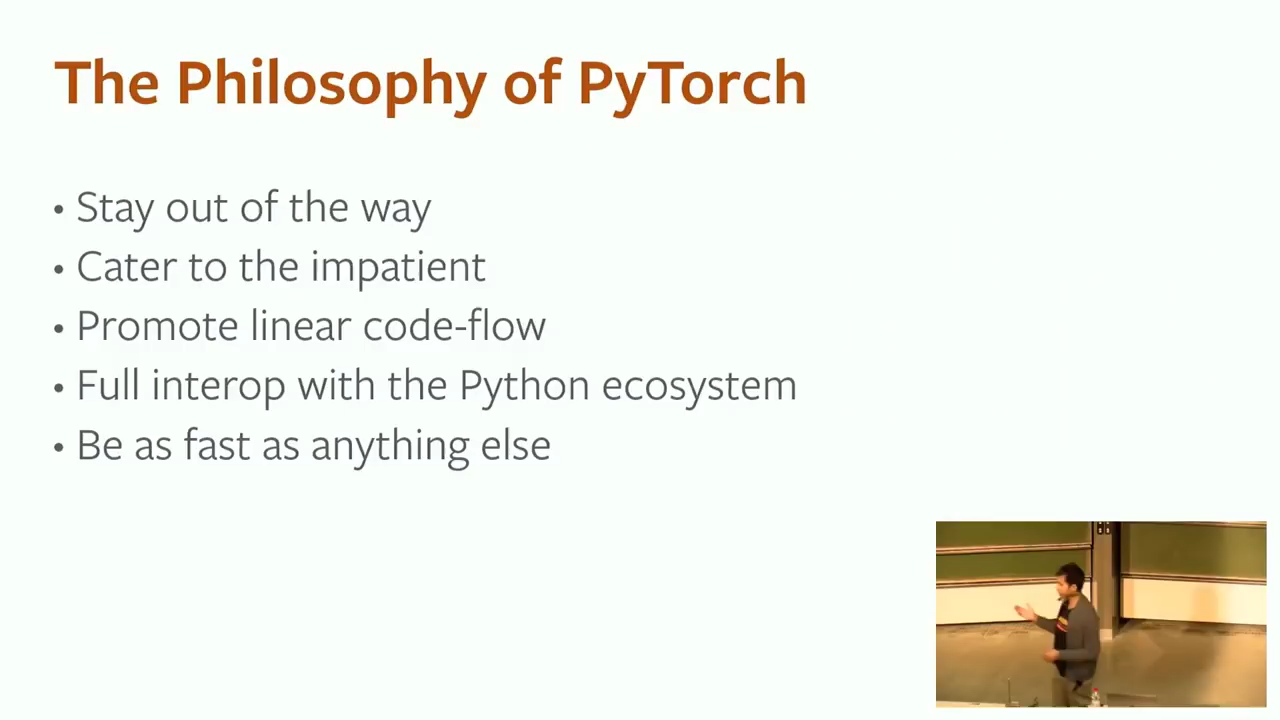 The Philosophy of PyTorch
• Stay out of the way
• Cater to the impatient
• Promote linear code-flow
• Full interop with the Python ecosystem
• Be as fast as anything else